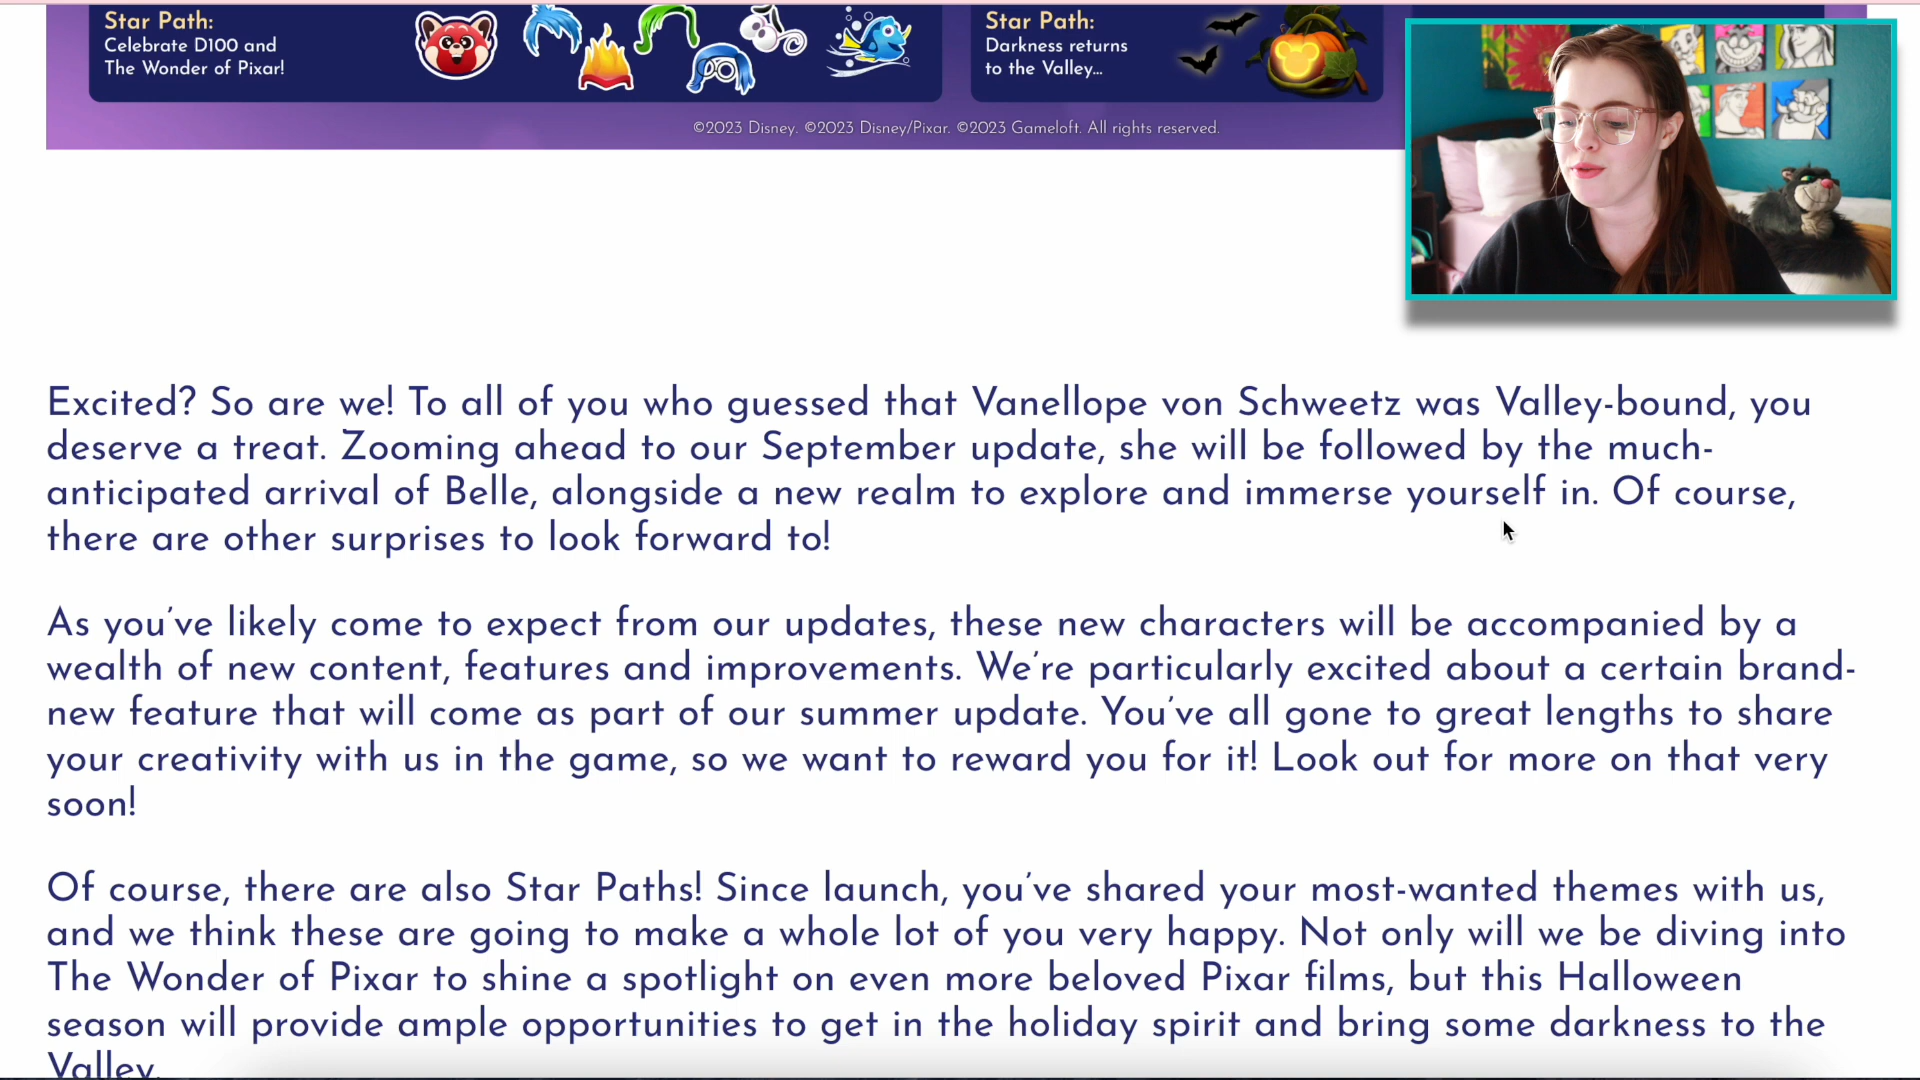 Star Path:
Celebrate D100 and
The Wonder of Pixar!
Star Path:
Darkness returns
to the Valley...
©2023 Disney. ©2023 Disney/Pixar. ©2023 Gameloft. All rights reserved.
Excited? So are we! To all of you who guessed that Vanellope von Schweetz was Valley-bound, you
deserve a treat. Zooming ahead to our September update, she will be followed by the much-
anticipated arrival of Belle, alongside a new realm to explore and immerse yourself in. Of course,
there are other surprises to look forward to!
As you've likely come to expect from our updates, these new characters will be accompanied by a
wealth of new content, features and improvements. We're particularly excited about a certain brand-
new feature that will come as part of our summer update. You've all gone to great lengths to share
your creativity with us in the game, so we want to reward you for it! Look out for more on that very
soon!
Of course, there are also Star Paths! Since launch, you've shared your most-wanted themes with us,
and we think these are going to make a whole lot of you very happy. Not only will we be diving into
The Wonder of Pixar to shine a spotlight on even more beloved Pixar films, but this Halloween
season will provide ample opportunities to get in the holiday spirit and bring some darkness to the
Valley.